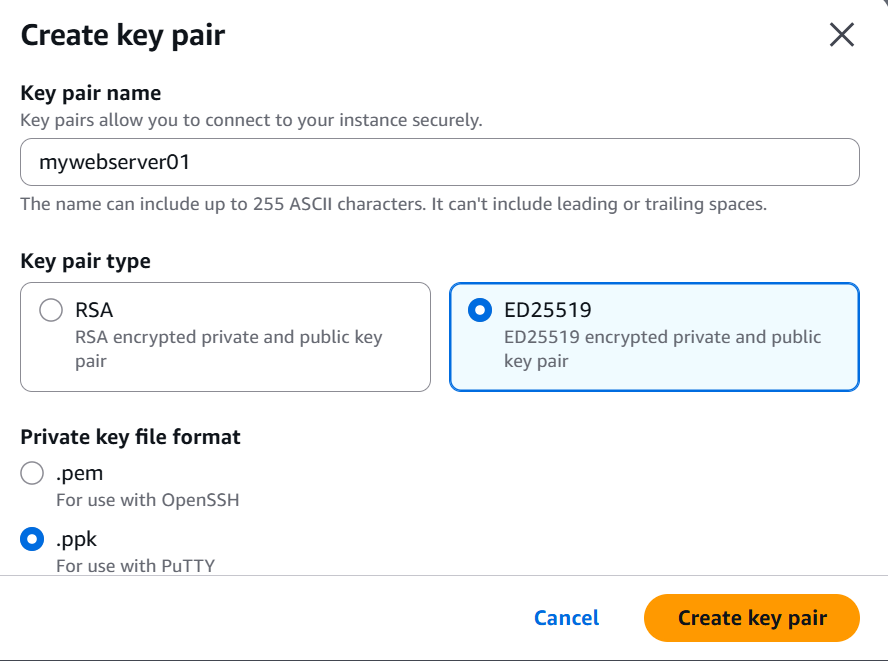 Create key pair
Key pair name
Key pairs allow you to connect to your instance securely.
mywebserver01
The name can include up to 255 ASCII characters. It can't include leading or trailing spaces.
Key pair type
RSA
RSA encrypted private and public key
pair
ED25519
ED25519 encrypted private and public
key pair
Private key file format
.pem
For use with OpenSSH
.ppk
For use with PuTTY
Cancel
Create key pair